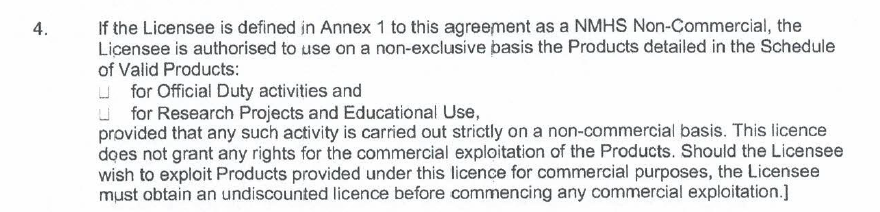 4. If the Licensee is defined in Annex 1 to this agreement as a NMHS Non-Commercial, the
Licensee is authorised to use on a non-exclusive basis the Products detailed in the Schedule
of Valid Products:
☐ for Official Duty activities and
☐ for Research Projects and Educational Use,
provided that any such activity is carried out strictly on a non-commercial basis. This licence
does not grant any rights for the commercial exploitation of the Products. Should the Licensee
wish to exploit Products provided under this licence for commercial purposes, the Licensee
must obtain an undiscounted licence before commencing any commercial exploitation.]